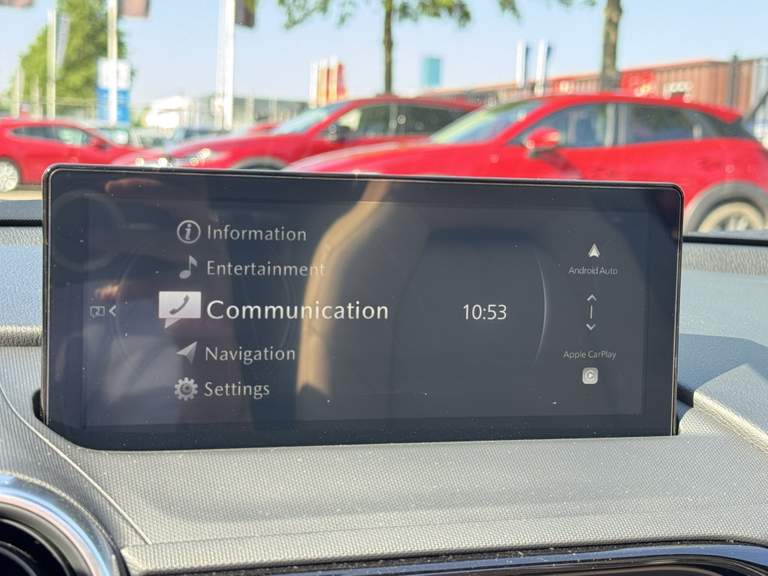 Information
Entertainment
Communication
Navigation
Settings
10:53
Android Auto
Apple CarPlay